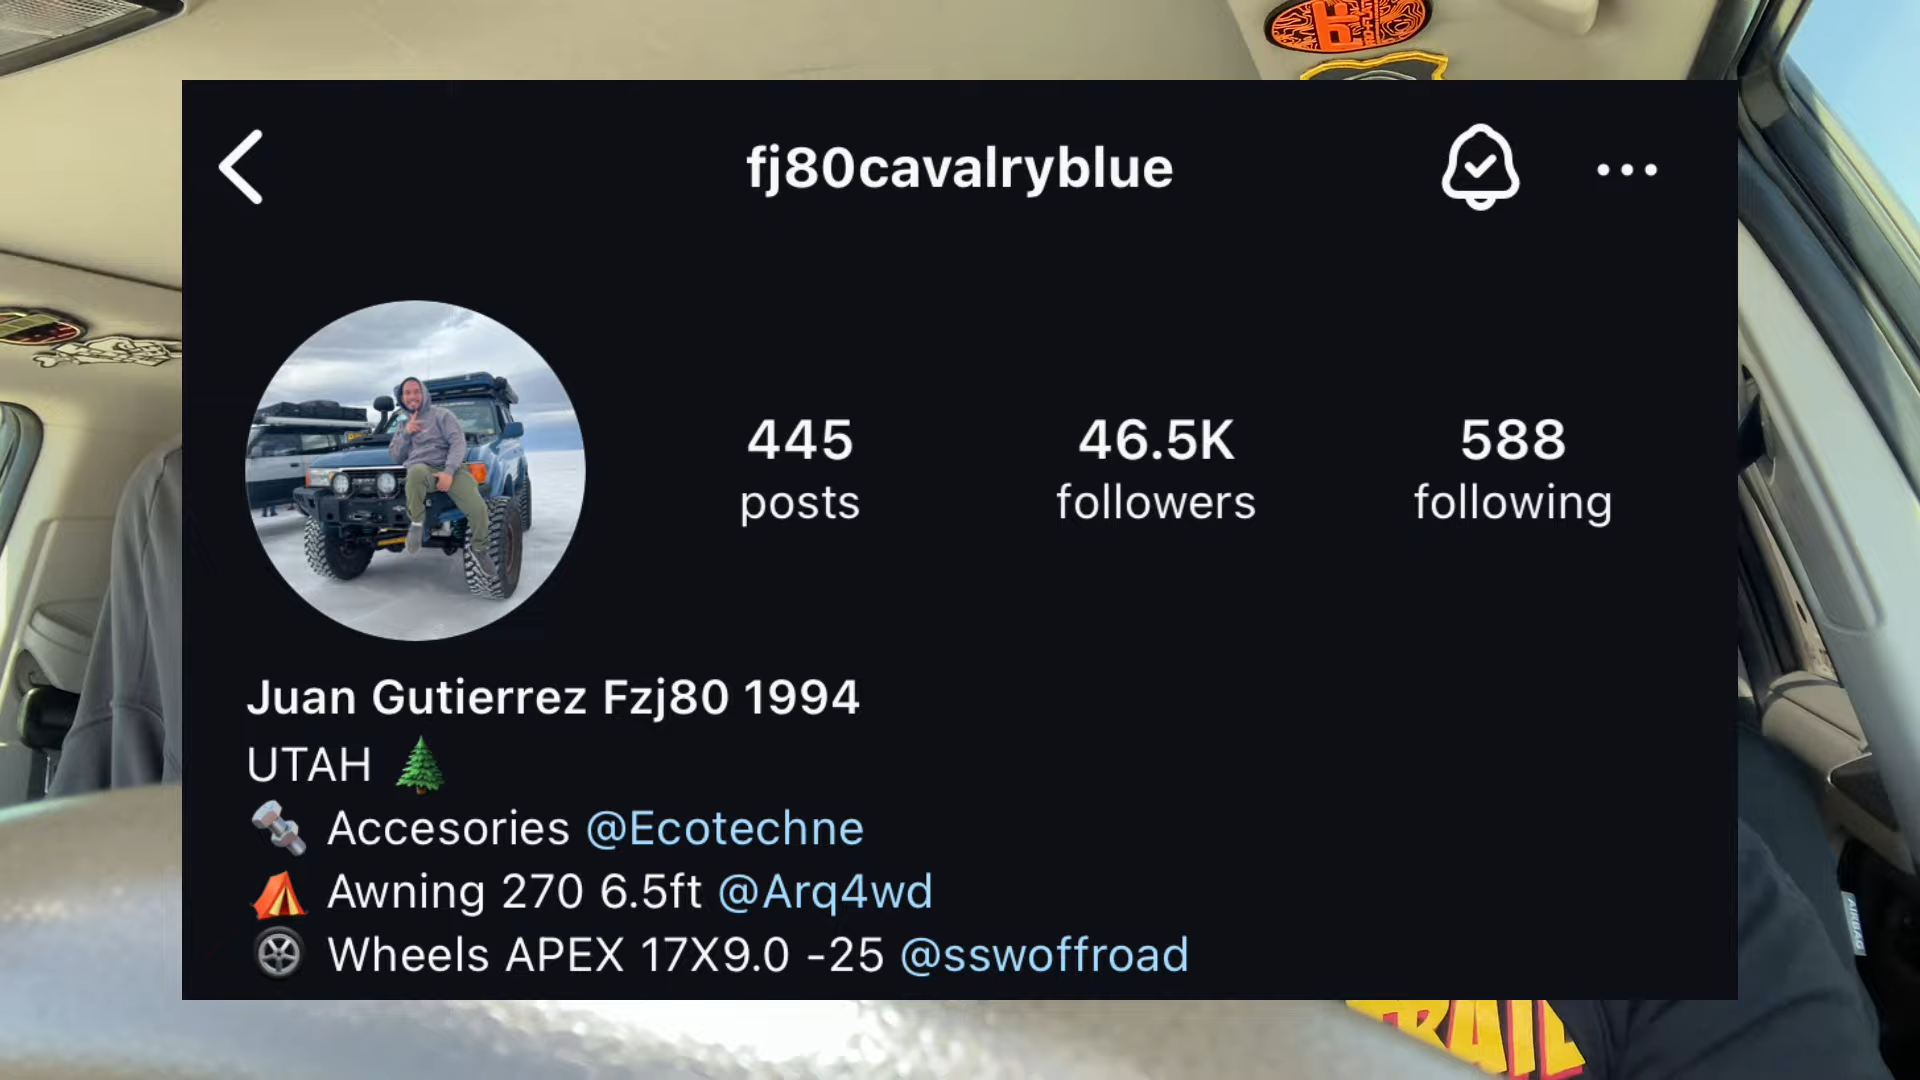 fj80cavalryblue
445
posts
46.5K
followers
588
following
Juan Gutierrez Fzj80 1994
UTAH 🌲
🔩 Accesories @Ecotechne
⛺ Awning 270 6.5ft @Arq4wd
🛞 Wheels APEX 17X9.0 -25 @sswoffroad
AIRBAG